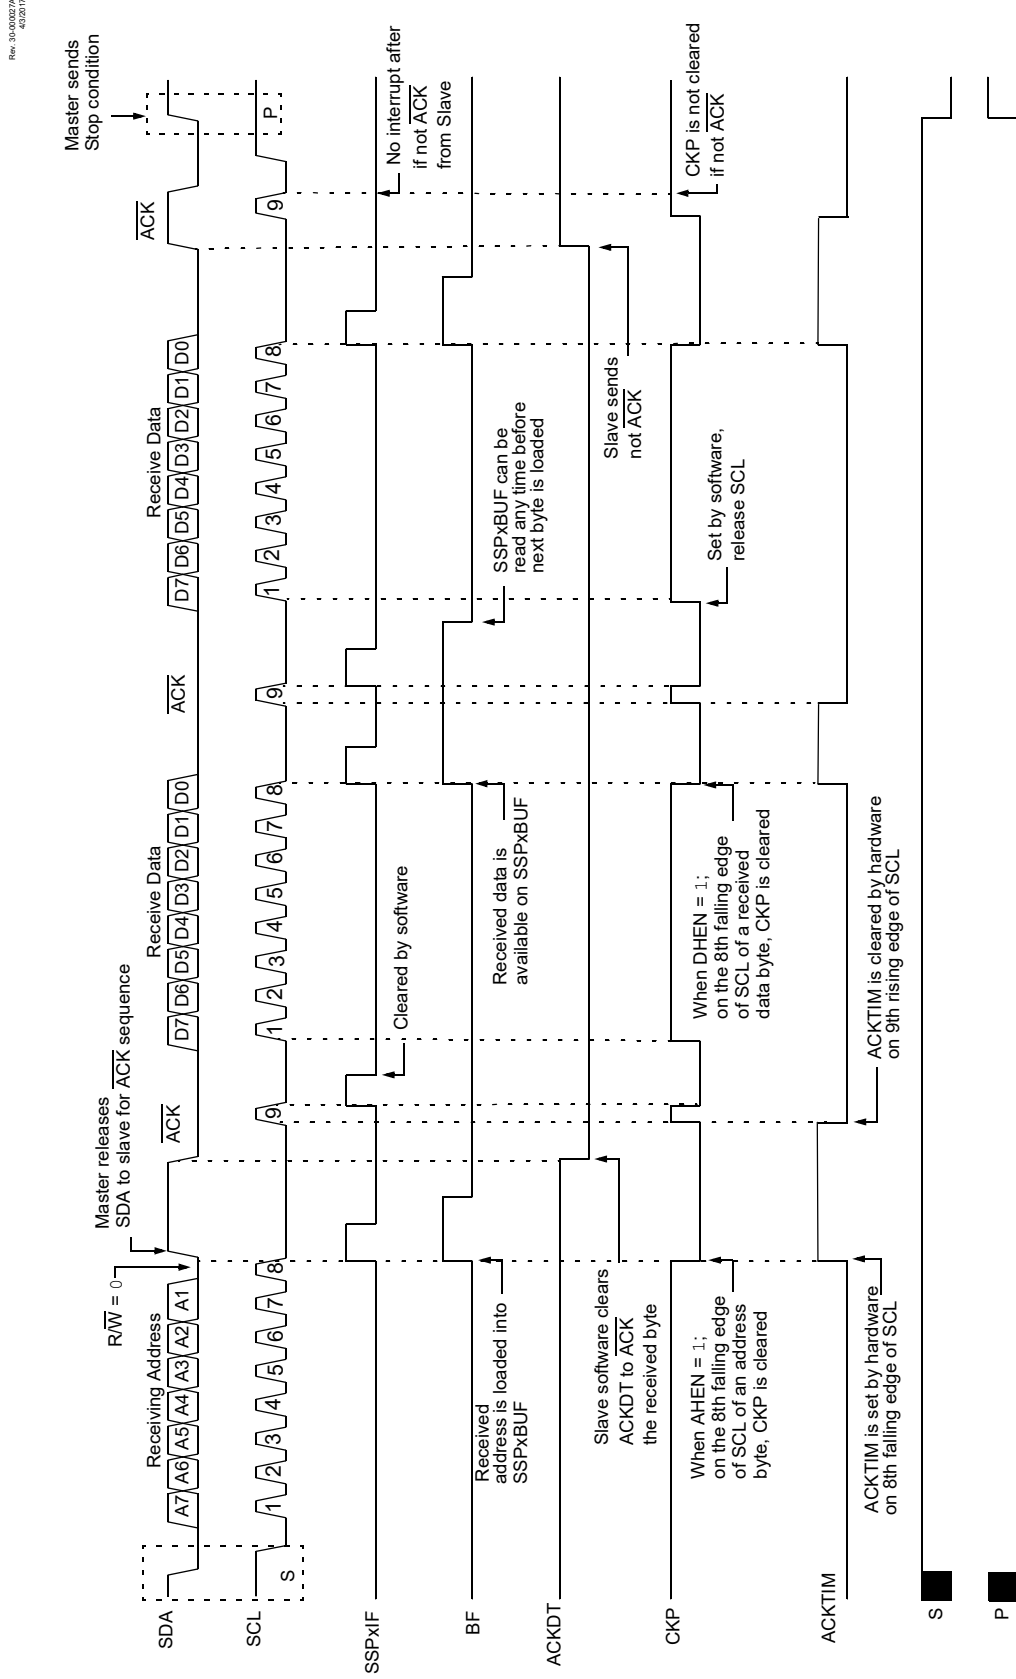 Rev. 30-000027A
4/3/2017
Master sends
Stop condition
Master releases
SDA to slave for ACK sequence
R/W = 0
Receiving Address
ACK
Receive Data
ACK
Receive Data
ACK
SDA
A7 A6 A5 A4 A3 A2 A1
D7 D6 D5 D4 D3 D2 D1 D0
D7 D6 D5 D4 D3 D2 D1 D0
SCL
S
1 2 3 4 5 6 7 8 9
1 2 3 4 5 6 7 8 9
1 2 3 4 5 6 7 8 9
P
SSPxIF
Cleared by software
No interrupt after
if not ACK
from Slave
BF
Received
address is loaded into
SSPxBUF
Received data is
available on SSPxBUF
SSPxBUF can be
read any time before
next byte is loaded
ACKDT
Slave software clears
ACKDT to ACK
the received byte
Slave sends
not ACK
CKP
When AHEN = 1;
on the 8th falling edge
of SCL of an address
byte, CKP is cleared
When DHEN = 1;
on the 8th falling edge
of SCL of a received
data byte, CKP is cleared
Set by software,
release SCL
CKP is not cleared
if not ACK
ACKTIM
ACKTIM is set by hardware
on 8th falling edge of SCL
ACKTIM is cleared by hardware
on 9th rising edge of SCL
S
P